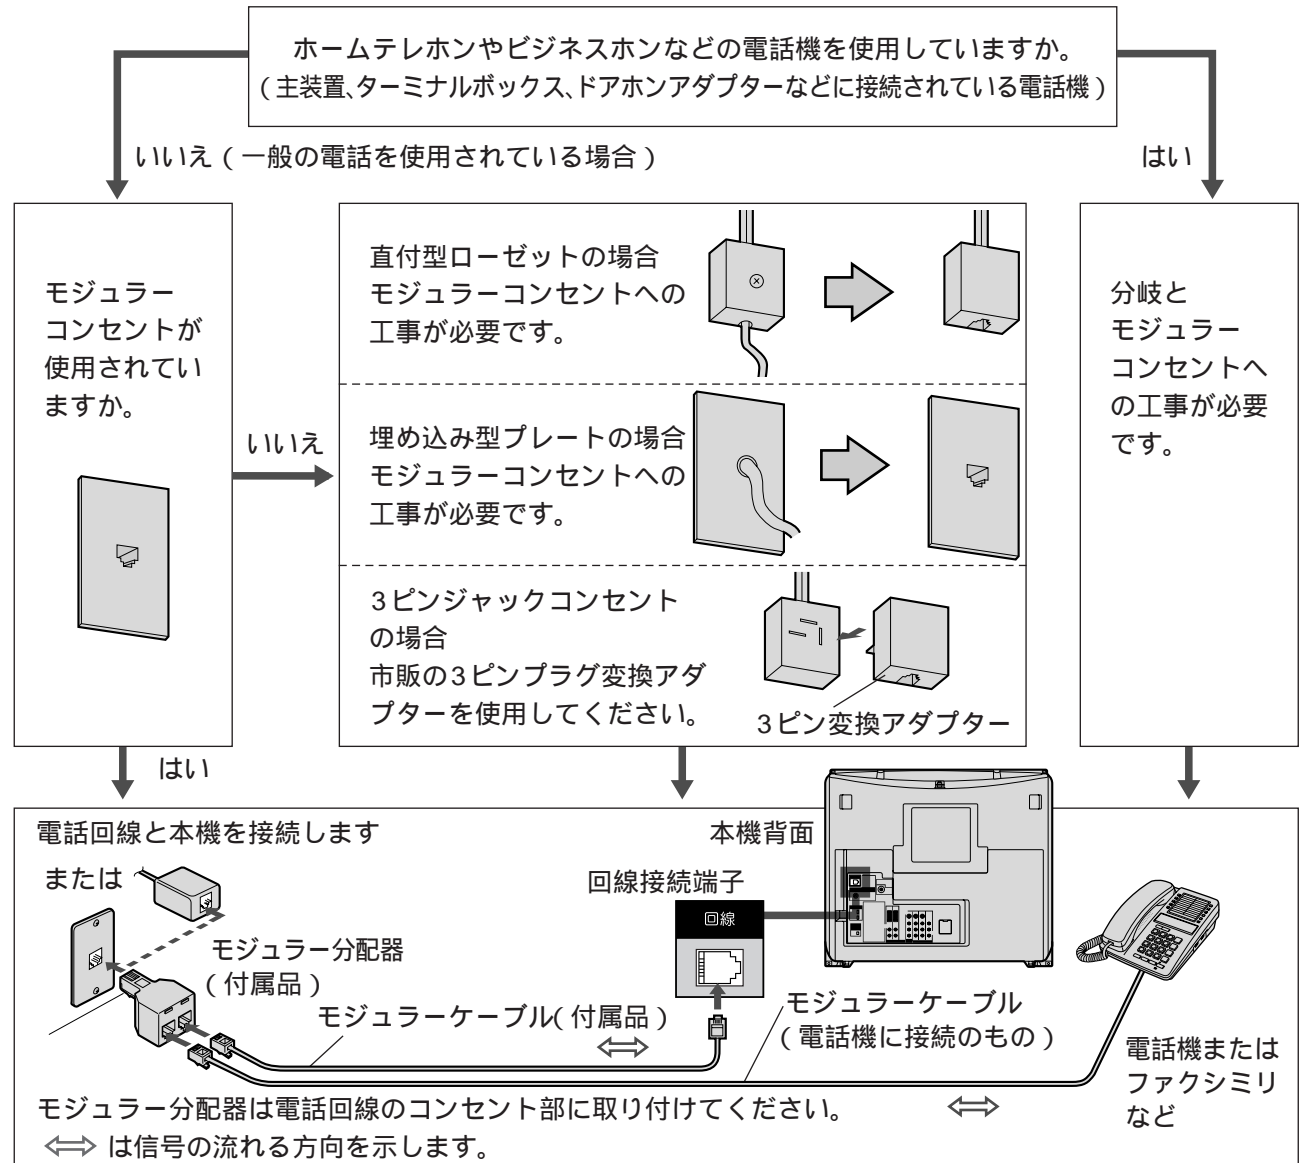 ホームテレホンやビジネスホンなどの電話機を使用していますか。
(主装置、ターミナルボックス、ドアホンアダプターなどに接続されている電話機)
いいえ(一般の電話を使用されている場合)
はい
モジュラー
コンセントが
使用されてい
ますか。
いいえ
直付型ローゼットの場合
モジュラーコンセントへの
工事が必要です。
埋め込み型プレートの場合
モジュラーコンセントへの
工事が必要です。
3ピンジャックコンセント
の場合
市販の3ピンプラグ変換アダ
プターを使用してください。
3ピン変換アダプター
分岐と
モジュラー
コンセントへ
の工事が必要
です。
はい
電話回線と本機を接続します
または
モジュラー分配器
(付属品)
モジュラーケーブル(付属品)
回線接続端子
回線
本機背面
モジュラーケーブル
(電話機に接続のもの)
電話機または
ファクシミリ
など
モジュラー分配器は電話回線のコンセント部に取り付けてください。
⇔は信号の流れる方向を示します。